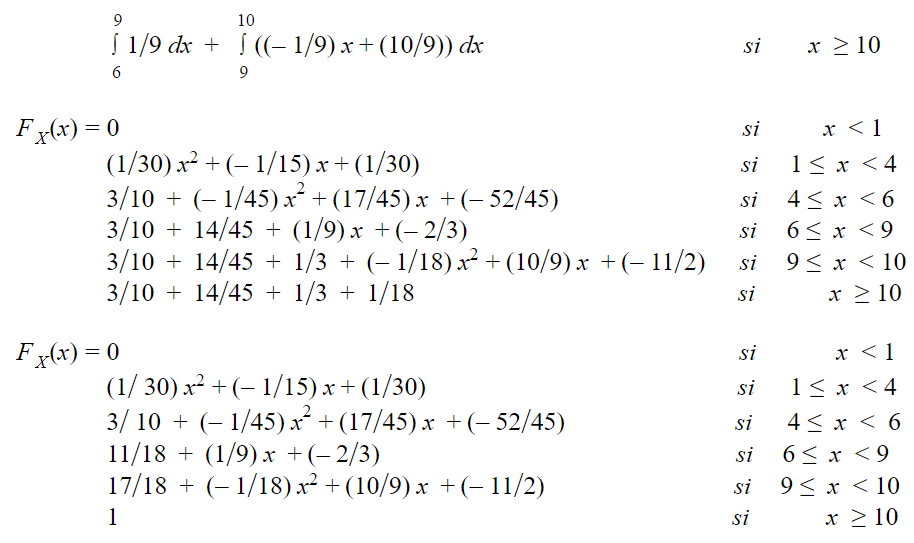 9 10
∫ 1/9 dx + ∫ ((– 1/9) x + (10/9)) dx si x ≥ 10
6 9
F_X(x) = 0 si x < 1
(1/30) x² + (– 1/15) x + (1/30) si 1 ≤ x < 4
3/10 + (– 1/45) x² + (17/45) x + (– 52/45) si 4 ≤ x < 6
3/10 + 14/45 + (1/9) x + (– 2/3) si 6 ≤ x < 9
3/10 + 14/45 + 1/3 + (– 1/18) x² + (10/9) x + (– 11/2) si 9 ≤ x < 10
3/10 + 14/45 + 1/3 + 1/18 si x ≥ 10
F_X(x) = 0 si x < 1
(1/ 30) x² + (– 1/15) x + (1/30) si 1 ≤ x < 4
3/ 10 + (– 1/45) x² + (17/45) x + (– 52/45) si 4 ≤ x < 6
11/18 + (1/9) x + (– 2/3) si 6 ≤ x < 9
17/18 + (– 1/18) x² + (10/9) x + (– 11/2) si 9 ≤ x < 10
1 si x ≥ 10